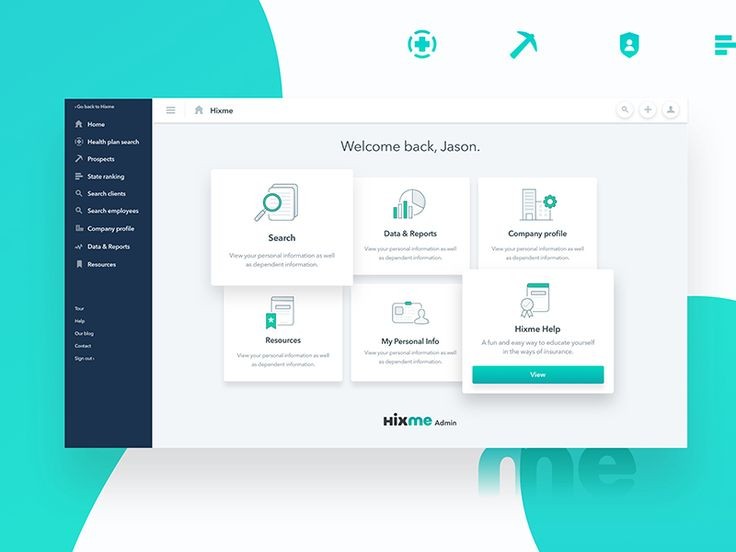 ‹ Go back to Hixme
Home
Health plan search
Prospects
State ranking
Search clients
Search employees
Company profile
Data & Reports
Resources
Tour
Help
Our blog
Contact
Sign out ›
Hixme
Welcome back, Jason.
Search
View your personal information as well
as dependent information.
Data & Reports
View your personal information as well
as dependent information.
Company profile
View your personal information as well
as dependent information.
Resources
View your personal information as well
as dependent information.
My Personal Info
View your personal information as well
as dependent information.
Hixme Help
A fun and easy way to educate yourself
in the ways of insurance.
View
Hixme Admin
me